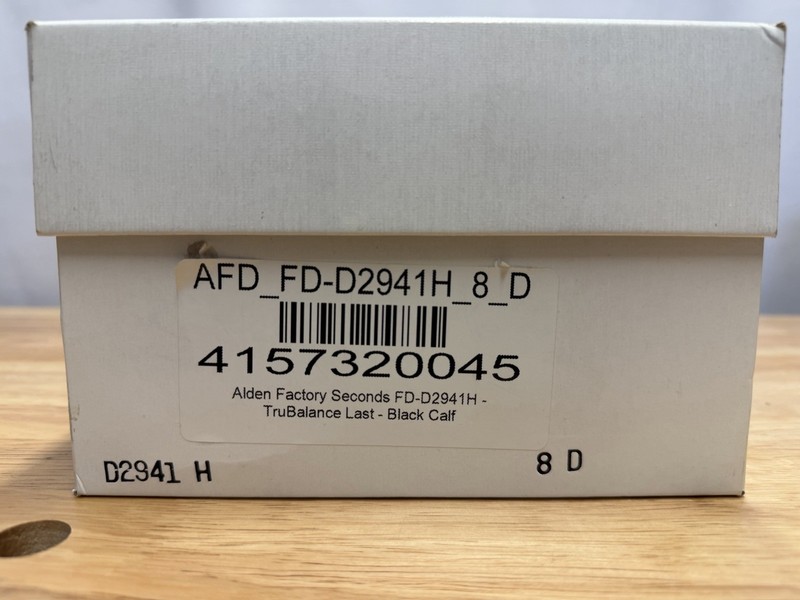 AFD_FD-D2941H_8_D
4157320045
Alden Factory Seconds FD-D2941H -
TruBalance Last - Black Calf
D2941 H 8 D